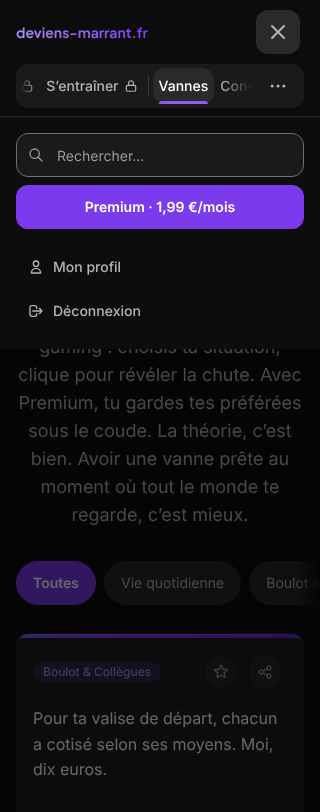 deviens-marrant.fr
S'entraîner
Vannes
Rechercher...
Premium · 1,99 €/mois
Mon profil
Déconnexion
gaming : choisis ta situation,
clique pour révéler la chute. Avec
Premium, tu gardes tes préférées
sous le coude. La théorie, c'est
bien. Avoir une vanne prête au
moment où tout le monde te
regarde, c'est mieux.
Toutes
Vie quotidienne
Boulot &
Boulot & Collègues
Pour ta valise de départ, chacun
a cotisé selon ses moyens. Moi,
dix euros.